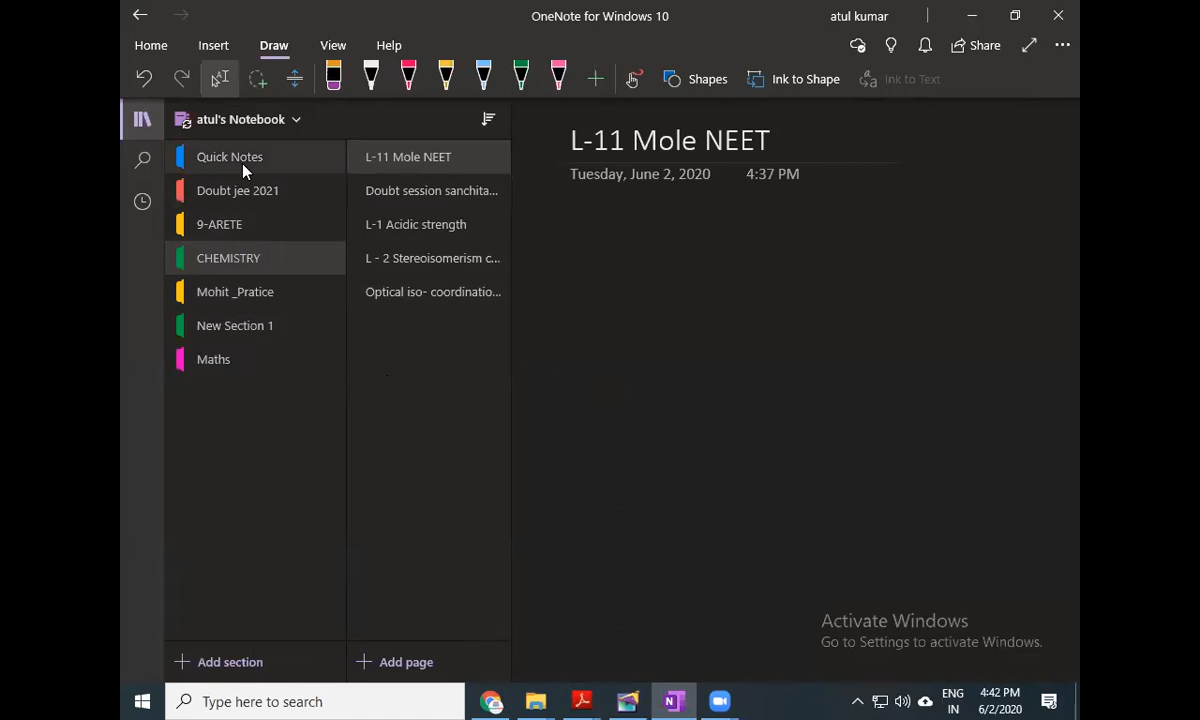 OneNote for Windows 10
atul kumar
Home Insert Draw View Help
Share
Shapes
Ink to Shape
Ink to Text
atul's Notebook
Quick Notes
Doubt jee 2021
9-ARETE
CHEMISTRY
Mohit _Pratice
New Section 1
Maths
Add section
L-11 Mole NEET
Doubt session sanchita...
L-1 Acidic strength
L - 2 Stereoisomerism c...
Optical iso- coordinatio...
Add page
L-11 Mole NEET
Tuesday, June 2, 2020 4:37 PM
Activate Windows
Go to Settings to activate Windows.
Type here to search
ENG
IN
4:42 PM
6/2/2020